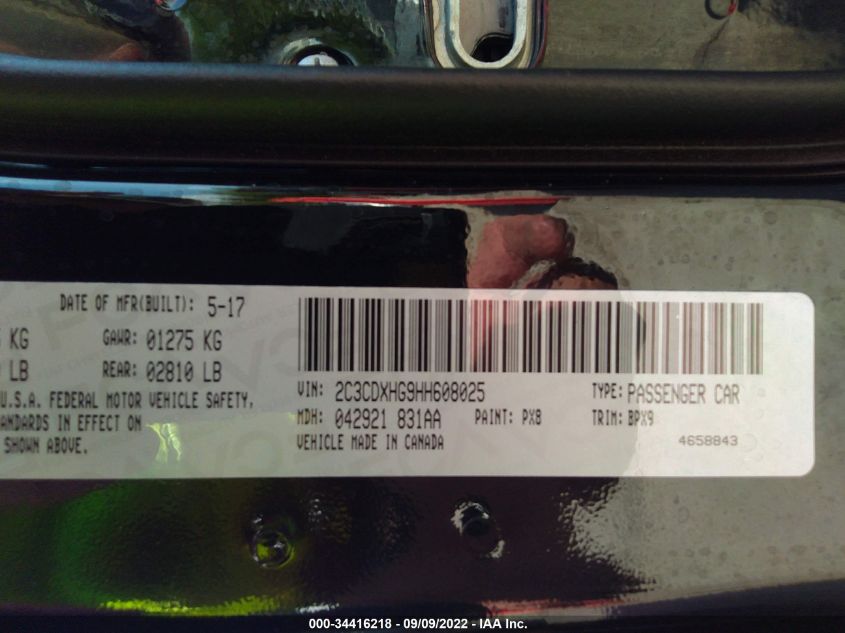 DATE OF MFR(BUILT): 5-17
KG GAWR: 01275 KG
LB REAR: 02810 LB
U.S.A. FEDERAL MOTOR VEHICLE SAFETY,
IN EFFECT ON
SHOWN ABOVE.
VIN: 2C3CDXHG9HH608025 TYPE: PASSENGER CAR
MDH: 042921 831AA PAINT: PX8 TRIM: BPX9
VEHICLE MADE IN CANADA 4658843
000-34416218 - 09/09/2022 - IAA Inc.